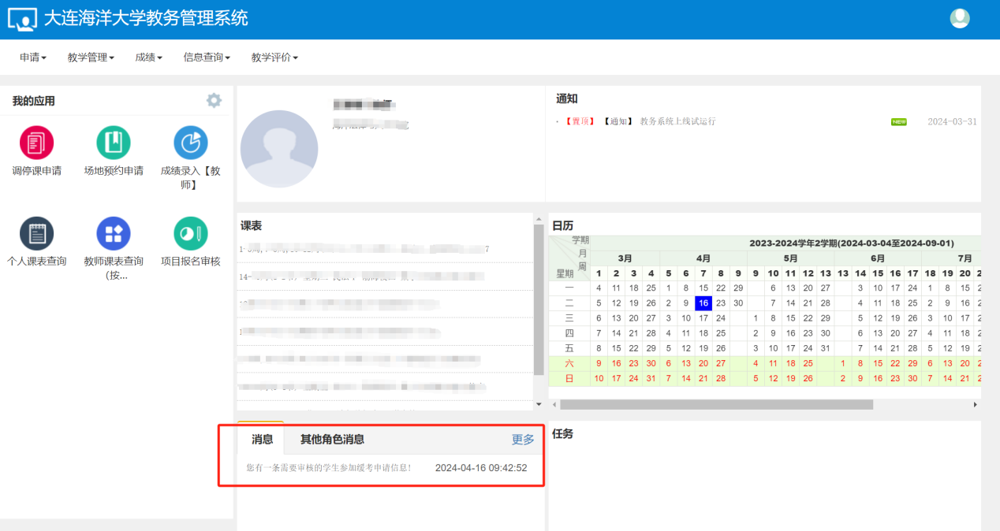 大连海洋大学教务管理系统
申请 教学管理 成绩 信息查询 教学评价
我的应用
调停课申请 场地预约申请 成绩录入【教师】
个人课表查询 教师课表查询(按... 项目报名审核
通知
· 【置顶】 【通知】 教务系统上线试运行 NEW 2024-03-31
课表
日历
学期 2023-2024学年2学期(2024-03-04至2024-09-01)
月 3月 4月 5月 6月 7月
周
星期 1 2 3 4 5 6 7 8 9 9 10 11 12 13 13 14 15 16 17 18 19 20
一 4 11 18 25 1 8 15 22 29 6 13 20 27 3 10 17 24 1 8 15
二 5 12 19 26 2 9 16 23 30 7 14 21 28 4 11 18 25 2 9 16
三 6 13 20 27 3 10 17 24 1 8 15 22 29 5 12 19 26 3 10 17
四 7 14 21 28 4 11 18 25 2 9 16 23 30 6 13 20 27 4 11 18
五 8 15 22 29 5 12 19 26 3 10 17 24 31 7 14 21 28 5 12 19
六 9 16 23 30 6 13 20 27 4 11 18 25 1 8 15 22 29 6 13 20
日 10 17 24 31 7 14 21 28 5 12 19 26 2 9 16 23 30 7 14 21
消息 其他角色消息 更多
您有一条需要审核的学生参加缓考申请信息! 2024-04-16 09:42:52
任务